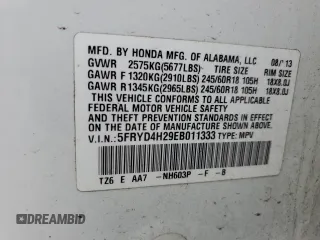 MFD. BY HONDA MFG. OF ALABAMA, LLC 08/'13
GVWR 2575KG(5677LBS) TIRE SIZE RIM SIZE
GAWR F 1320KG(2910LBS) 245/60R18 105H 18X8.0J
GAWR R 1345KG(2965LBS) 245/60R18 105H 18X8.0J
THIS VEHICLE CONFORMS TO ALL APPLICABLE
FEDERAL MOTOR VEHICLE SAFETY AND
THEFT PREVENTION STANDARDS IN EFFECT ON THE
DATE OF MANUFACTURE SHOWN ABOVE.
V.I.N.: 5FRYD4H29EB011333 TYPE: MPV
TZ6 E AA7 -NH603P -F -B
AUTOHELPERBOT.COM